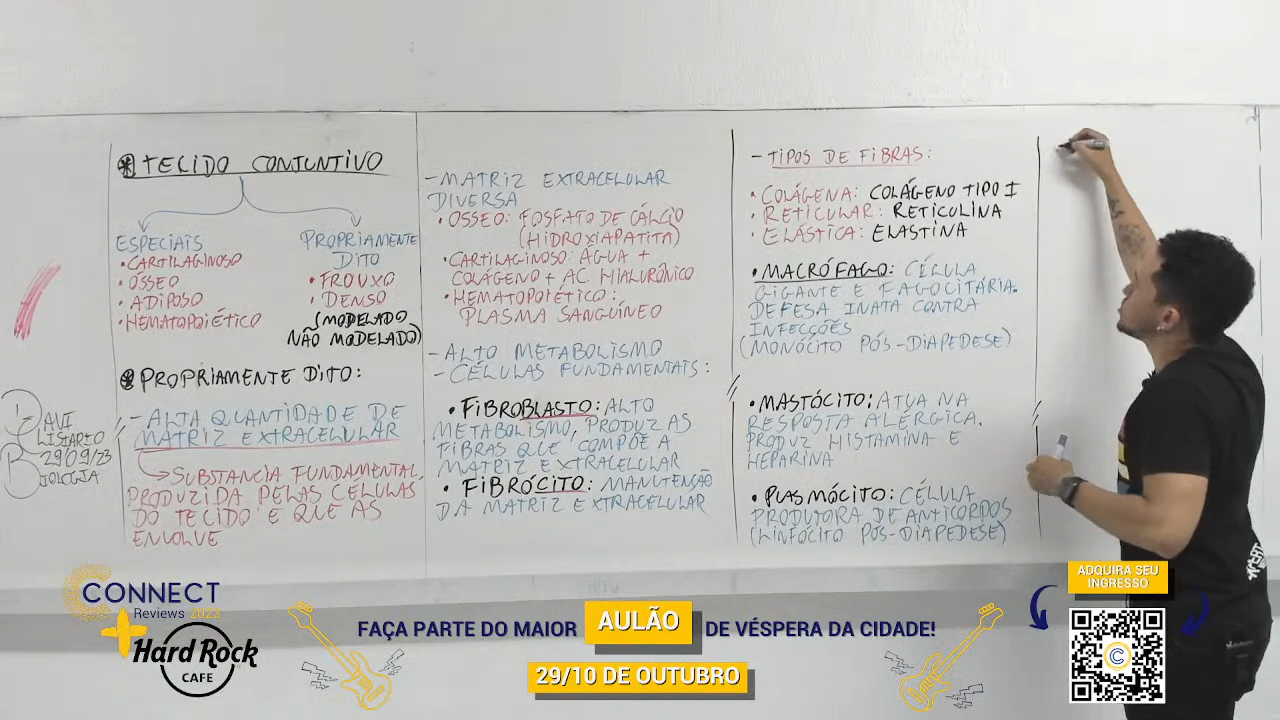 * TECIDO CONJUNTIVO
ESPECIAIS
• CARTILAGINOSO
• ÓSSEO
• ADIPOSO
• HEMATOPOIÉTICO
PROPRIAMENTE
DITO
• FROUXO
• DENSO
(MODELADO
NÃO MODELADO)
* PROPRIAMENTE DITO:
- ALTA QUANTIDADE DE
MATRIZ EXTRACELULAR
→ SUBSTANCIA FUNDAMENTAL
PRODUZIDA PELAS CÉLULAS
DO TECIDO E QUE AS
ENVOLVE
DAVI
LISTARTO
29/09/23
BIOLOGIA
- MATRIZ EXTRACELULAR
DIVERSA
• OSSEO: FOSFATO DE CÁLCIO
(HIDROXIAPATITA)
• CARTILAGINOSO: ÁGUA +
COLÁGENO + AC. HIALURÔNICO
• HEMATOPOIÉTICO:
PLASMA SANGUÍNEO
- ALTO METABOLISMO
- CÉLULAS FUNDAMENTAIS:
• FIBROBLASTO: ALTO
METABOLISMO, PRODUZ AS
FIBRAS QUE COMPÕE A
MATRIZ EXTRACELULAR
• FIBRÓCITO: MANUTENÇÃO
DA MATRIZ EXTRACELULAR
- TIPOS DE FIBRAS:
• COLÁGENA: COLÁGENO TIPO I
• RETICULAR: RETICULINA
• ELÁSTICA: ELASTINA
• MACRÓFAGO: CÉLULA
GIGANTE E FAGOCITÁRIA.
DEFESA INATA CONTRA
INFECÇÕES
(MONÓCITO PÓS-DIAPEDESE)
• MASTÓCITO: ATUA NA
RESPOSTA ALÉRGICA.
PRODUZ HISTAMINA E
HEPARINA
• PLASMÓCITO: CÉLULA
PRODUTORA DE ANTICORPOS
(LINFÓCITO PÓS-DIAPEDESE)
CONNECT
Reviews 2023
+ Hard Rock
CAFE
FAÇA PARTE DO MAIOR AULÃO DE VÉSPERA DA CIDADE!
29/10 DE OUTUBRO
ADQUIRA SEU
INGRESSO